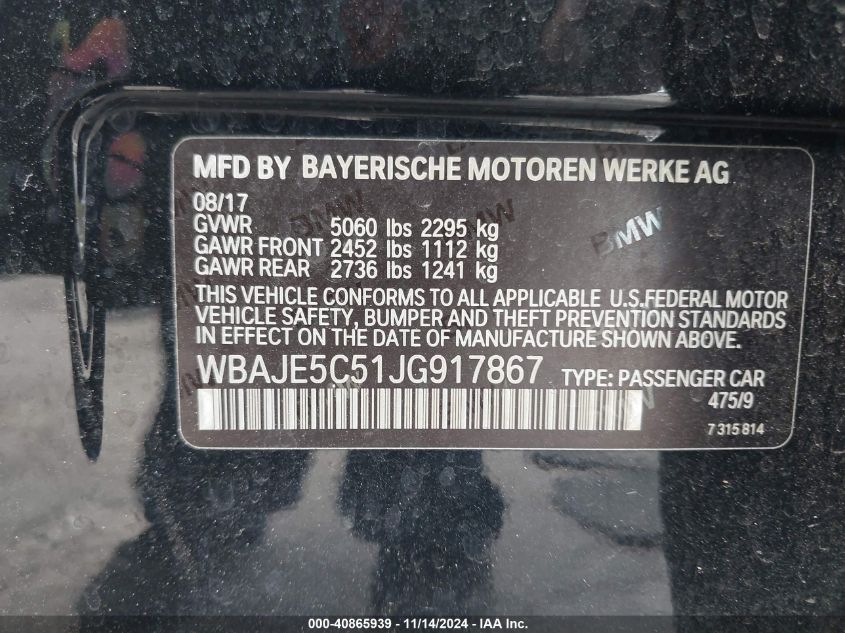 MFD BY BAYERISCHE MOTOREN WERKE AG
08/17
GVWR 5060 lbs 2295 kg
GAWR FRONT 2452 lbs 1112 kg
GAWR REAR 2736 lbs 1241 kg
BMW
BMW
THIS VEHICLE CONFORMS TO ALL APPLICABLE U.S.FEDERAL MOTOR
VEHICLE SAFETY, BUMPER AND THEFT PREVENTION STANDARDS
IN EFFECT ON THE DATE OF MANUFACTURE SHOWN ABOVE.
WBAJE5C51JG917867 TYPE: PASSENGER CAR
475/9
7 315 814
000-40865939 - 11/14/2024 - IAA Inc.